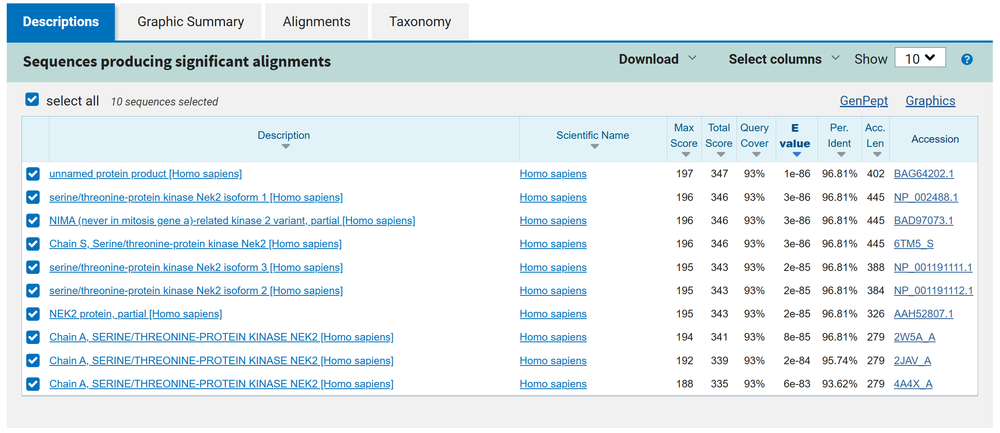 Descriptions Graphic Summary Alignments Taxonomy
Sequences producing significant alignments Download Select columns Show 10 ?
select all 10 sequences selected GenPept Graphics
Description Scientific Name Max Score Total Score Query Cover E value Per. Ident Acc. Len Accession
unnamed protein product [Homo sapiens] Homo sapiens 197 347 93% 1e-86 96.81% 402 BAG64202.1
serine/threonine-protein kinase Nek2 isoform 1 [Homo sapiens] Homo sapiens 196 346 93% 3e-86 96.81% 445 NP_002488.1
NIMA (never in mitosis gene a)-related kinase 2 variant, partial [Homo sapiens] Homo sapiens 196 346 93% 3e-86 96.81% 445 BAD97073.1
Chain S, Serine/threonine-protein kinase Nek2 [Homo sapiens] Homo sapiens 196 346 93% 3e-86 96.81% 445 6TM5_S
serine/threonine-protein kinase Nek2 isoform 3 [Homo sapiens] Homo sapiens 195 343 93% 2e-85 96.81% 388 NP_001191111.1
serine/threonine-protein kinase Nek2 isoform 2 [Homo sapiens] Homo sapiens 195 343 93% 2e-85 96.81% 384 NP_001191112.1
NEK2 protein, partial [Homo sapiens] Homo sapiens 195 343 93% 2e-85 96.81% 326 AAH52807.1
Chain A, SERINE/THREONINE-PROTEIN KINASE NEK2 [Homo sapiens] Homo sapiens 194 341 93% 8e-85 96.81% 279 2W5A_A
Chain A, SERINE/THREONINE-PROTEIN KINASE NEK2 [Homo sapiens] Homo sapiens 192 339 93% 2e-84 95.74% 279 2JAV_A
Chain A, SERINE/THREONINE-PROTEIN KINASE NEK2 [Homo sapiens] Homo sapiens 188 335 93% 6e-83 93.62% 279 4A4X_A